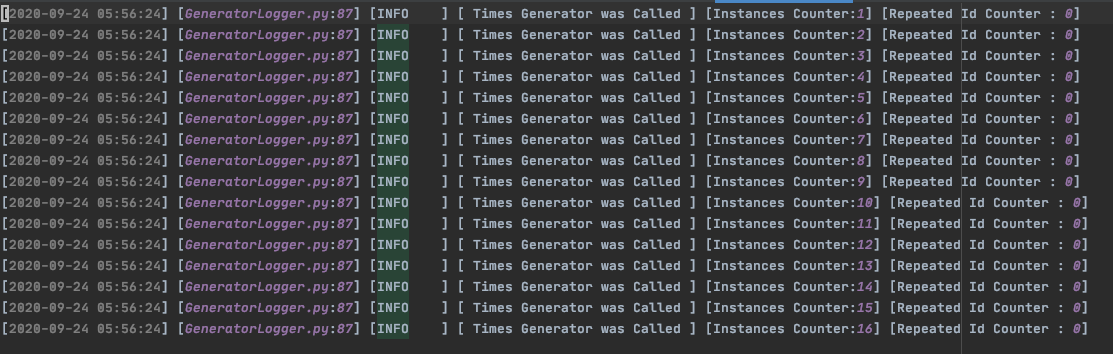 [2020-09-24 05:56:24] [GeneratorLogger.py:87] [INFO    ] [ Times Generator was Called ] [Instances Counter:1] [Repeated Id Counter : 0]
[2020-09-24 05:56:24] [GeneratorLogger.py:87] [INFO    ] [ Times Generator was Called ] [Instances Counter:2] [Repeated Id Counter : 0]
[2020-09-24 05:56:24] [GeneratorLogger.py:87] [INFO    ] [ Times Generator was Called ] [Instances Counter:3] [Repeated Id Counter : 0]
[2020-09-24 05:56:24] [GeneratorLogger.py:87] [INFO    ] [ Times Generator was Called ] [Instances Counter:4] [Repeated Id Counter : 0]
[2020-09-24 05:56:24] [GeneratorLogger.py:87] [INFO    ] [ Times Generator was Called ] [Instances Counter:5] [Repeated Id Counter : 0]
[2020-09-24 05:56:24] [GeneratorLogger.py:87] [INFO    ] [ Times Generator was Called ] [Instances Counter:6] [Repeated Id Counter : 0]
[2020-09-24 05:56:24] [GeneratorLogger.py:87] [INFO    ] [ Times Generator was Called ] [Instances Counter:7] [Repeated Id Counter : 0]
[2020-09-24 05:56:24] [GeneratorLogger.py:87] [INFO    ] [ Times Generator was Called ] [Instances Counter:8] [Repeated Id Counter : 0]
[2020-09-24 05:56:24] [GeneratorLogger.py:87] [INFO    ] [ Times Generator was Called ] [Instances Counter:9] [Repeated Id Counter : 0]
[2020-09-24 05:56:24] [GeneratorLogger.py:87] [INFO    ] [ Times Generator was Called ] [Instances Counter:10] [Repeated Id Counter : 0]
[2020-09-24 05:56:24] [GeneratorLogger.py:87] [INFO    ] [ Times Generator was Called ] [Instances Counter:11] [Repeated Id Counter : 0]
[2020-09-24 05:56:24] [GeneratorLogger.py:87] [INFO    ] [ Times Generator was Called ] [Instances Counter:12] [Repeated Id Counter : 0]
[2020-09-24 05:56:24] [GeneratorLogger.py:87] [INFO    ] [ Times Generator was Called ] [Instances Counter:13] [Repeated Id Counter : 0]
[2020-09-24 05:56:24] [GeneratorLogger.py:87] [INFO    ] [ Times Generator was Called ] [Instances Counter:14] [Repeated Id Counter : 0]
[2020-09-24 05:56:24] [GeneratorLogger.py:87] [INFO    ] [ Times Generator was Called ] [Instances Counter:15] [Repeated Id Counter : 0]
[2020-09-24 05:56:24] [GeneratorLogger.py:87] [INFO    ] [ Times Generator was Called ] [Instances Counter:16] [Repeated Id Counter : 0]